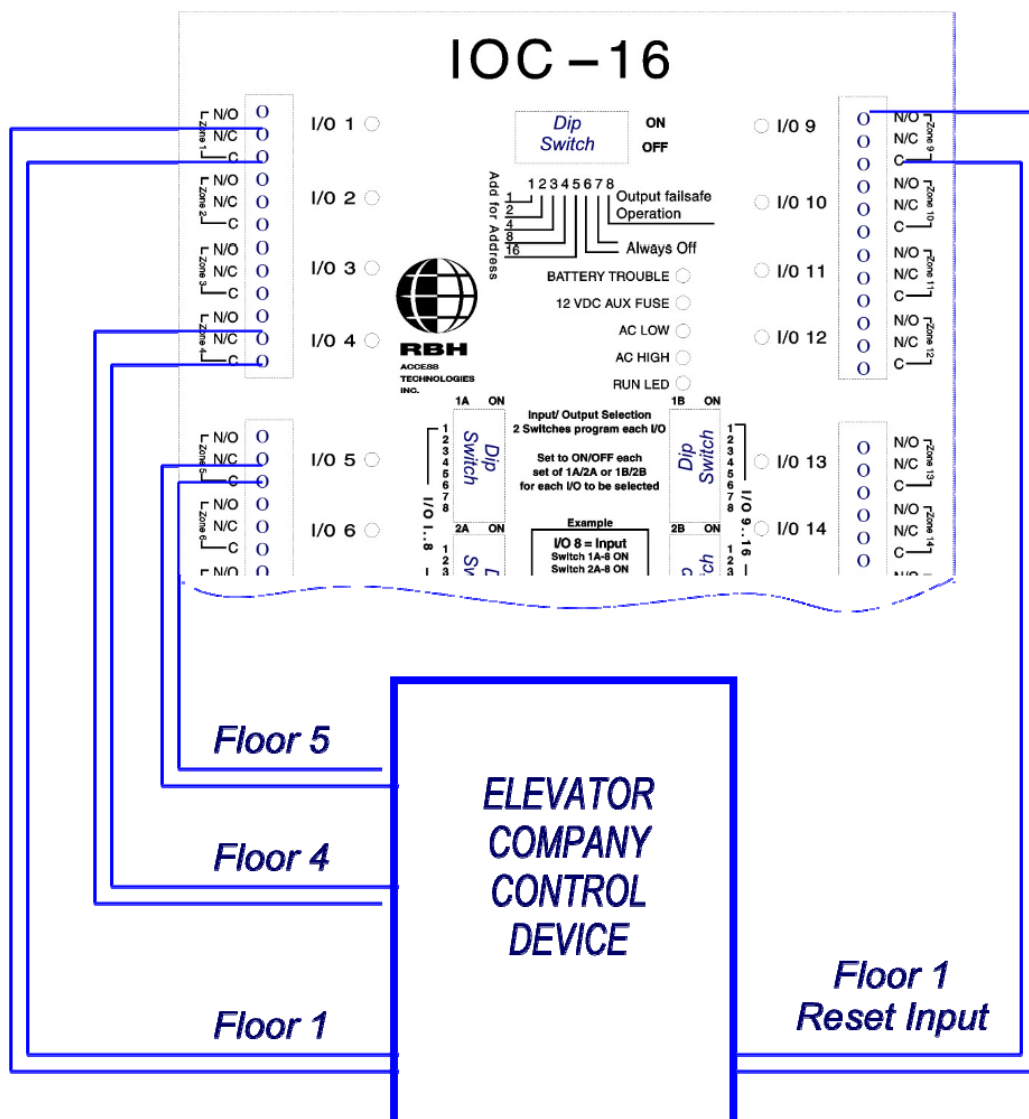 IOC-16
N/O
N/C
C
Zone 1
O
O
O
I/O 1
N/O
N/C
C
Zone 2
O
O
O
I/O 2
N/O
N/C
C
Zone 3
O
O
O
I/O 3
N/O
N/C
C
Zone 4
O
O
O
I/O 4
Dip
Switch
ON
OFF
Add for Address
1 2 3 4 5 6 7 8
1
2
4
8
16
Output failsafe
Operation
Always Off
BATTERY TROUBLE
12 VDC AUX FUSE
AC LOW
AC HIGH
RUN LED
RBH
ACCESS
TECHNOLOGIES
INC.
I/O 9
O
O
O
N/O
N/C
C
Zone 9
I/O 10
O
O
O
N/O
N/C
C
Zone 10
I/O 11
O
O
O
N/O
N/C
C
Zone 11
I/O 12
O
O
O
N/O
N/C
C
Zone 12
N/O
N/C
C
Zone 5
O
O
O
I/O 5
N/O
N/C
C
Zone 6
O
O
O
I/O 6
N/O
O
I/O 1..8
1A ON
1
2
3
4
5
6
7
8
Dip
Switch
2A ON
1
2
3
Input/ Output Selection
2 Switches program each I/O
Set to ON/OFF each
set of 1A/2A or 1B/2B
for each I/O to be selected
Example
I/O 8 = Input
Switch 1A-8 ON
Switch 2A-8 ON
1B ON
Dip
Switch
1
2
3
4
5
6
7
8
2B ON
1
2
3
I/O 9..16
I/O 13
O
O
O
N/O
N/C
C
Zone 13
I/O 14
O
O
O
N/O
N/C
C
Zone 14
O
N/O
Floor 5
Floor 4
Floor 1
ELEVATOR
COMPANY
CONTROL
DEVICE
Floor 1
Reset Input